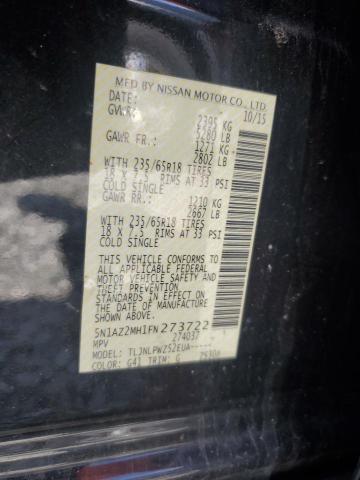 MFD BY NISSAN MOTOR CO., LTD.
DATE: 10/15
GVWR: 2395 KG
5280 LB
GAWR FR: 1271 KG
2802 LB
WITH 235/65R18 TIRES
18 X 7.5 RIMS AT 33 PSI
COLD SINGLE
GAWR RR: 1210 KG
2667 LB
WITH 235/65R18 TIRES
18 X 7.5 RIMS AT 33 PSI
COLD SINGLE
THIS VEHICLE CONFORMS TO
ALL APPLICABLE FEDERAL
MOTOR VEHICLE SAFETY
STANDARDS IN EFFECT ON THE
DATE OF MANUFACTURE SHOWN
ABOVE
5N1AZ2MH1FN273722
MPV 274037
MODEL: TLJNLPWZ52EUA-----
COLOR: G41 TRIM: G